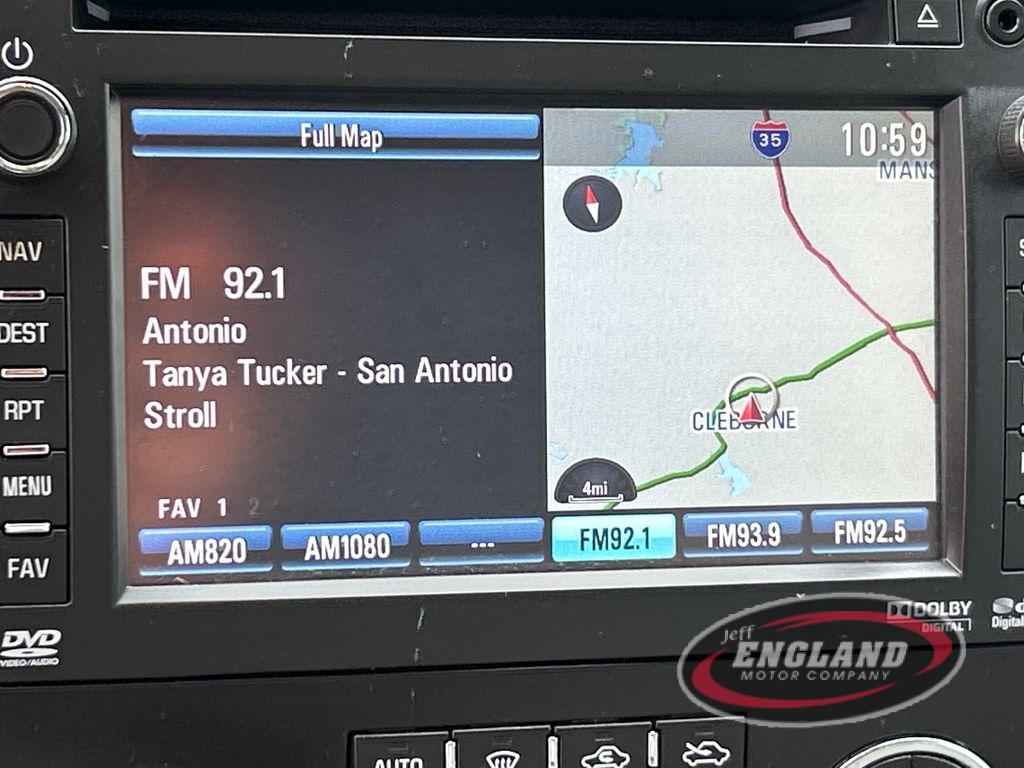 Full Map
35
10:59
MANS
NAV
FM 92.1
Antonio
DEST
Tanya Tucker - San Antonio
RPT
Stroll
CLEBURNE
MENU
4mi
FAV 1 2
FAV
AM820
AM1080
---
FM92.1
FM93.9
FM92.5
DVD
VIDEO/AUDIO
DOLBY
DIGITAL
Digital
Jeff
ENGLAND
MOTOR COMPANY
AUTO